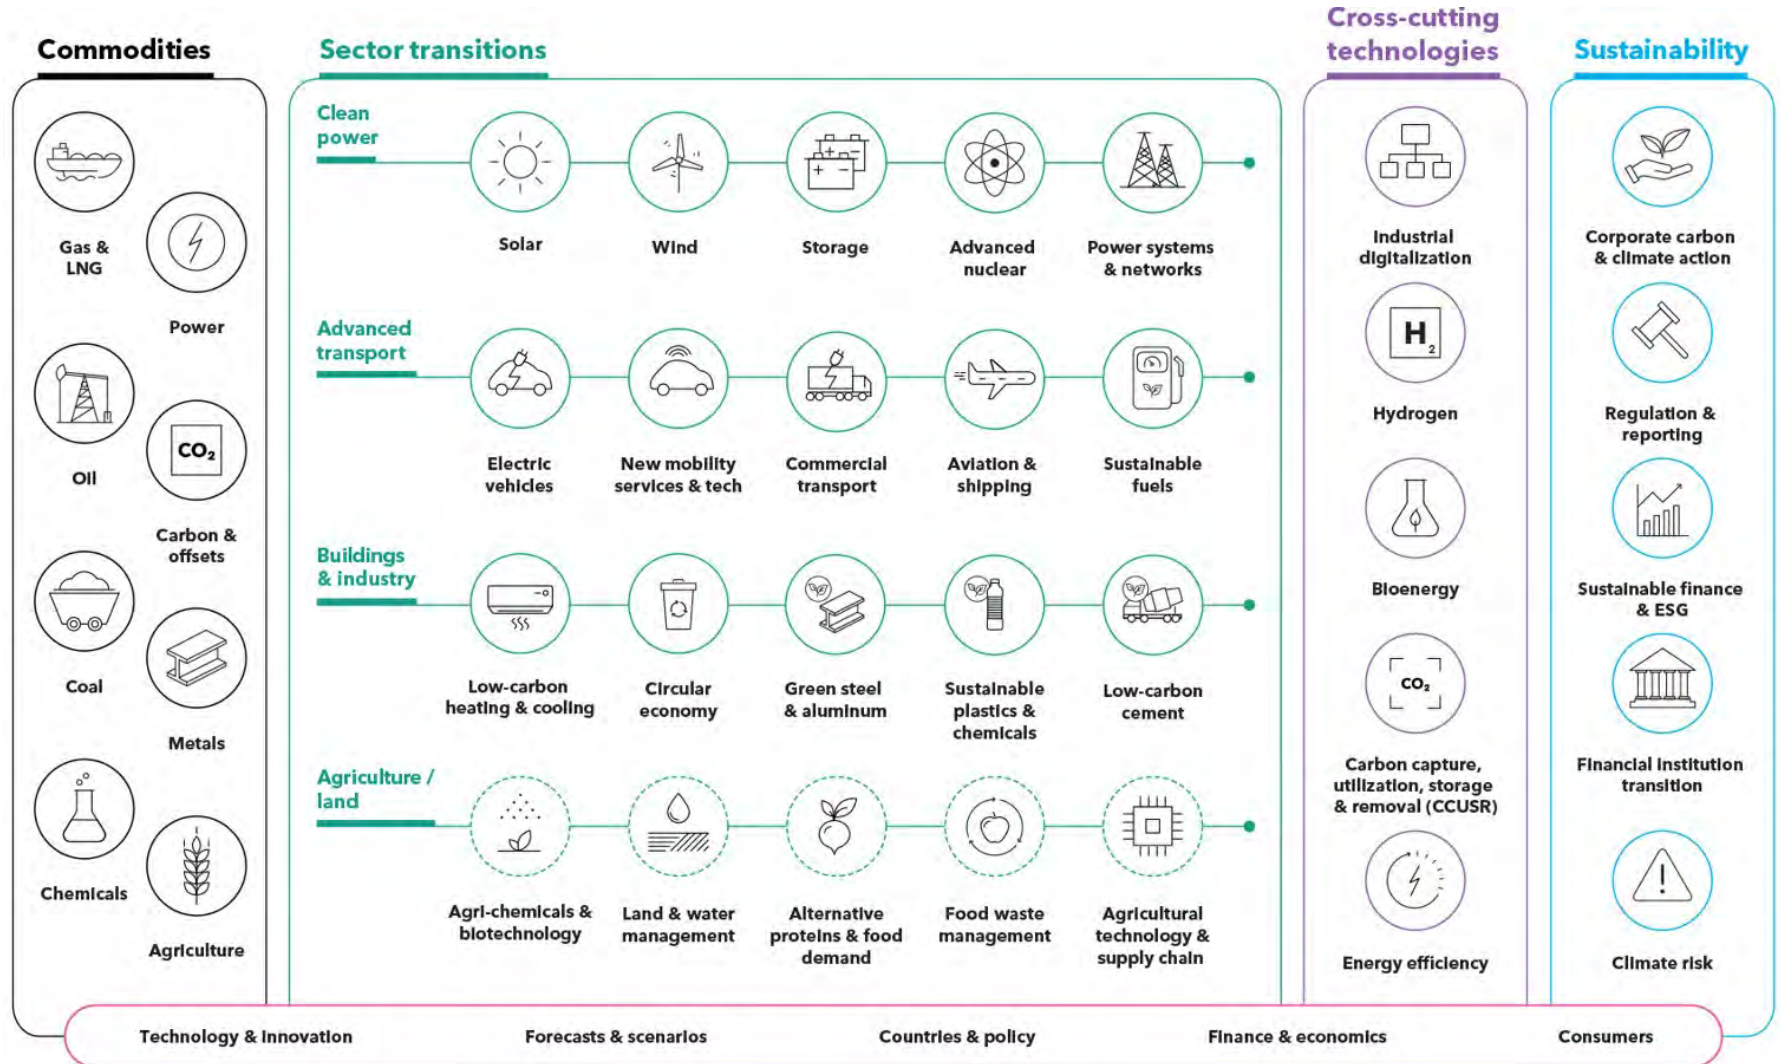 Commodities
Gas &
LNG
Power
Oil
CO₂
Carbon &
offsets
Coal
Metals
Chemicals
Agriculture
Sector transitions
Clean
power
Solar
Wind
Storage
Advanced
nuclear
Power systems
& networks
Advanced
transport
Electric
vehicles
New mobility
services & tech
Commercial
transport
Aviation &
shipping
Sustainable
fuels
Buildings
& industry
Low-carbon
heating & cooling
Circular
economy
Green steel
& aluminum
Sustainable
plastics &
chemicals
Low-carbon
cement
Agriculture /
land
Agri-chemicals &
biotechnology
Land & water
management
Alternative
proteins & food
demand
Food waste
management
Agricultural
technology &
supply chain
Cross-cutting
technologies
Industrial
digitalization
H₂
Hydrogen
Bioenergy
CO₂
Carbon capture,
utilization, storage
& removal (CCUSR)
Energy efficiency
Sustainability
Corporate carbon
& climate action
Regulation &
reporting
Sustainable finance
& ESG
Financial institution
transition
Climate risk
Technology & innovation
Forecasts & scenarios
Countries & policy
Finance & economics
Consumers